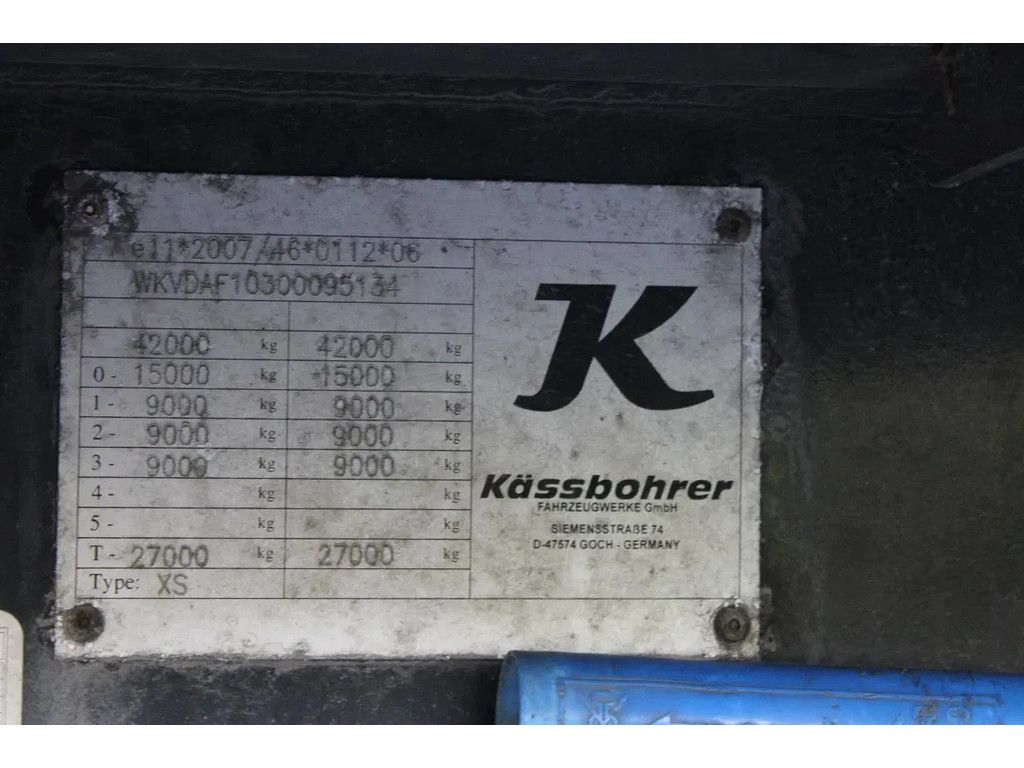 e11*2007/46*0112*06
WKVDAF10300095134
42000 kg 42000 kg
0- 15000 kg 15000 kg
1- 9000 kg 9000 kg
2- 9000 kg 9000 kg
3- 9000 kg 9000 kg
4- kg kg
5- kg kg
T- 27000 kg 27000 kg
Type: XS
K
Kässbohrer
FAHRZEUGWERKE GmbH
SIEMENSSTRAßE 74
D-47574 GOCH - GERMANY